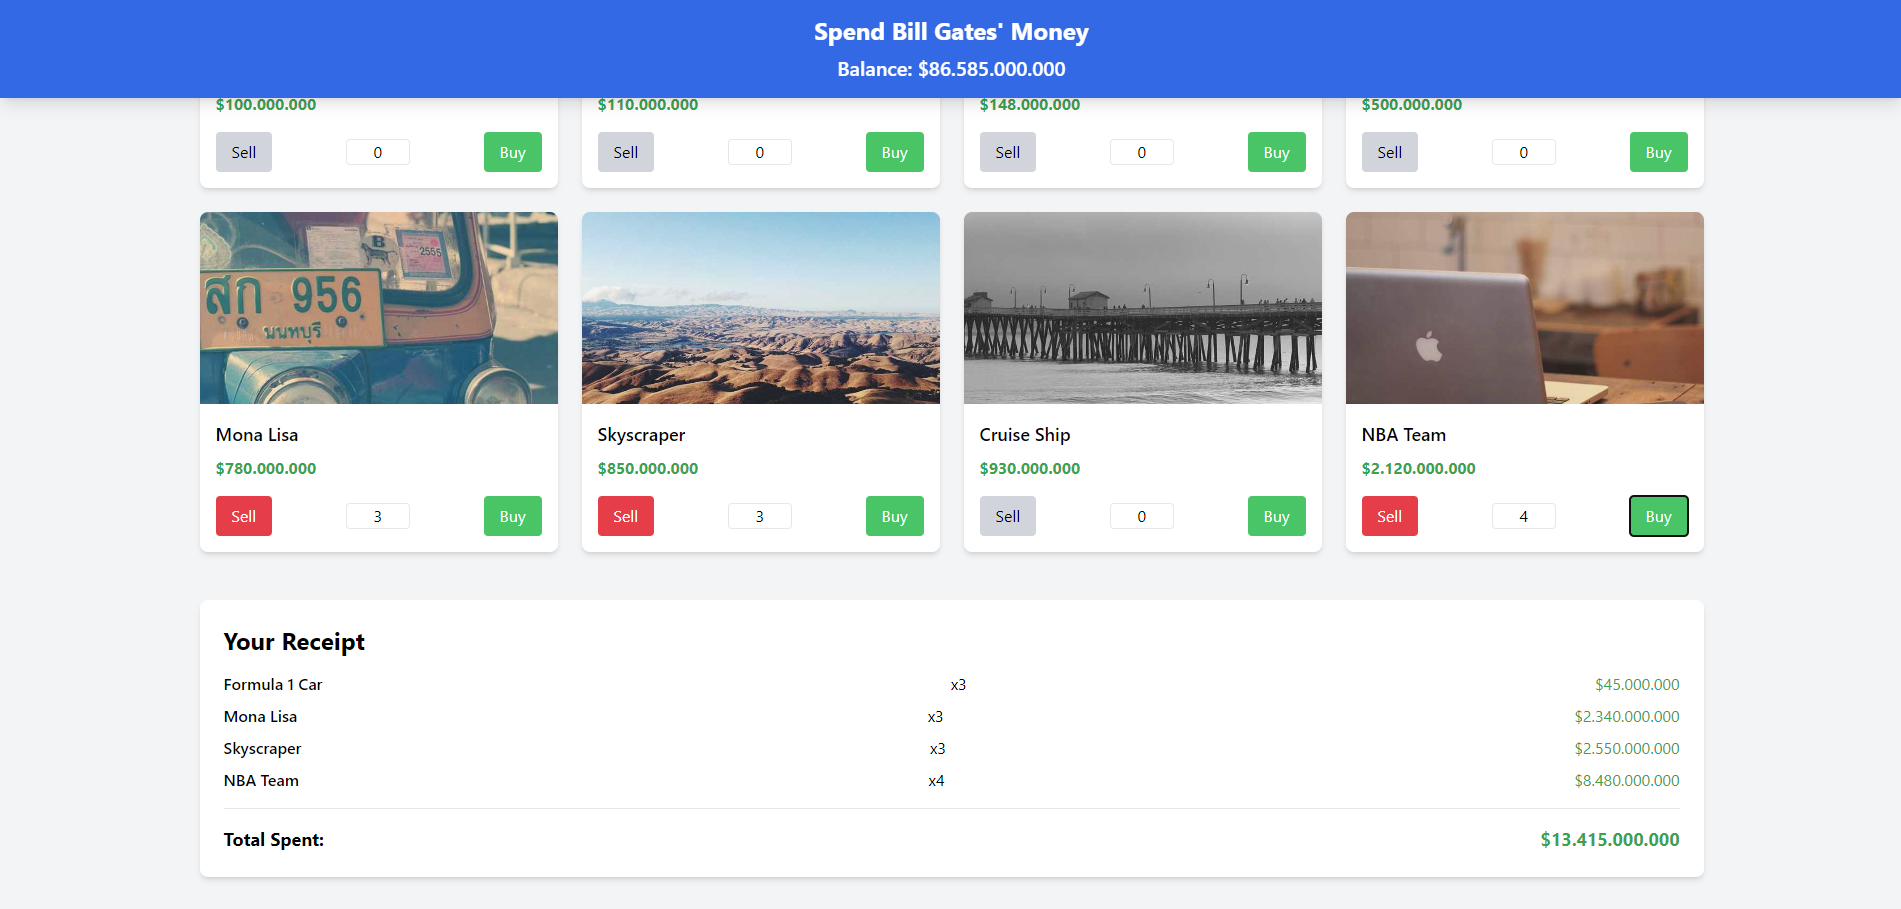 Spend Bill Gates' Money
Balance: $86.585.000.000
$100.000.000
$110.000.000
$148.000.000
$500.000.000
Sell 0 Buy
Sell 0 Buy
Sell 0 Buy
Sell 0 Buy
B
2555
สก 956
นนทบุรี
Mona Lisa
Skyscraper
Cruise Ship
NBA Team
$780.000.000
$850.000.000
$930.000.000
$2.120.000.000
Sell 3 Buy
Sell 3 Buy
Sell 0 Buy
Sell 4 Buy
Your Receipt
Formula 1 Car x3 $45.000.000
Mona Lisa x3 $2.340.000.000
Skyscraper x3 $2.550.000.000
NBA Team x4 $8.480.000.000
Total Spent: $13.415.000.000